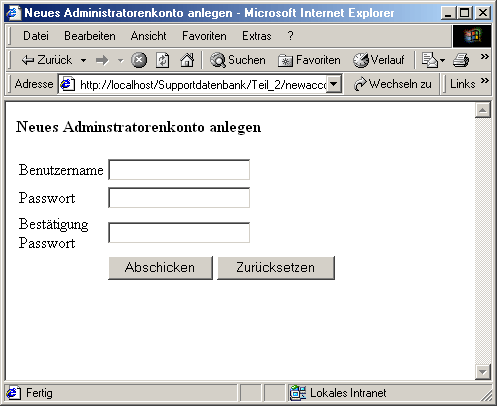 Neues Administratorenkonto anlegen - Microsoft Internet Explorer
Datei Bearbeiten Ansicht Favoriten Extras ?
Zurück Suchen Favoriten Verlauf »
Adresse http://localhost/Supportdatenbank/Teil_2/newacco Wechseln zu Links »
Neues Adminstratorenkonto anlegen
Benutzername
Passwort
Bestätigung
Passwort
Abschicken Zurücksetzen
Fertig Lokales Intranet